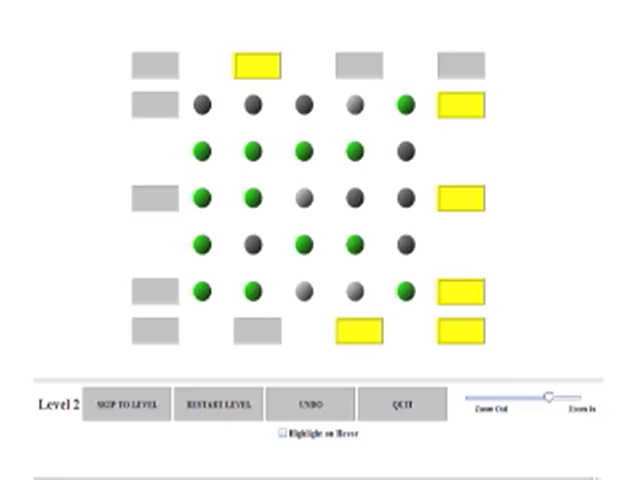 Level 2 SKIP TO LEVEL RESTART LEVEL UNDO QUIT
Zoom Out Zoom In
Highlight on Hover